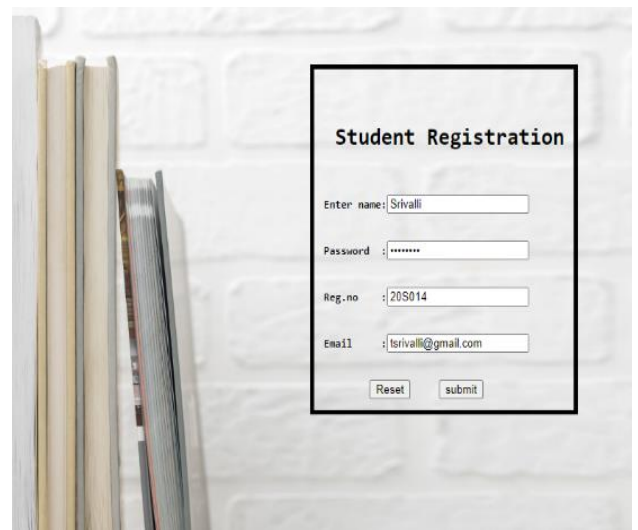 Student Registration
Enter name: Srivalli
Password : ••••••••
Reg.no : 20S014
Email : tsrivalli@gmail.com
Reset submit